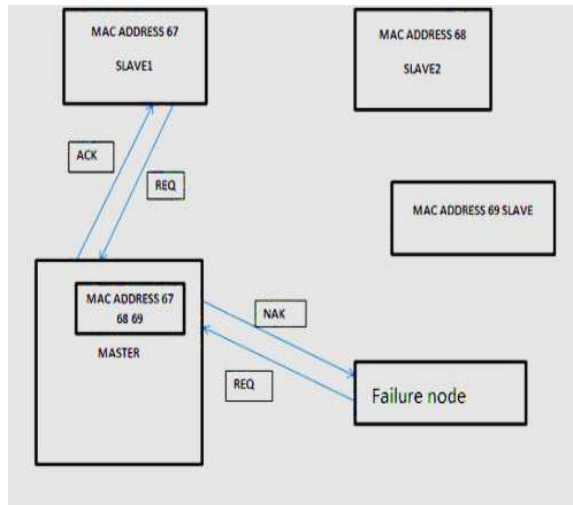 MAC ADDRESS 67
SLAVE1
MAC ADDRESS 68
SLAVE2
ACK
REQ
MAC ADDRESS 69 SLAVE
MAC ADDRESS 67
68 69
MASTER
NAK
REQ
Failure node